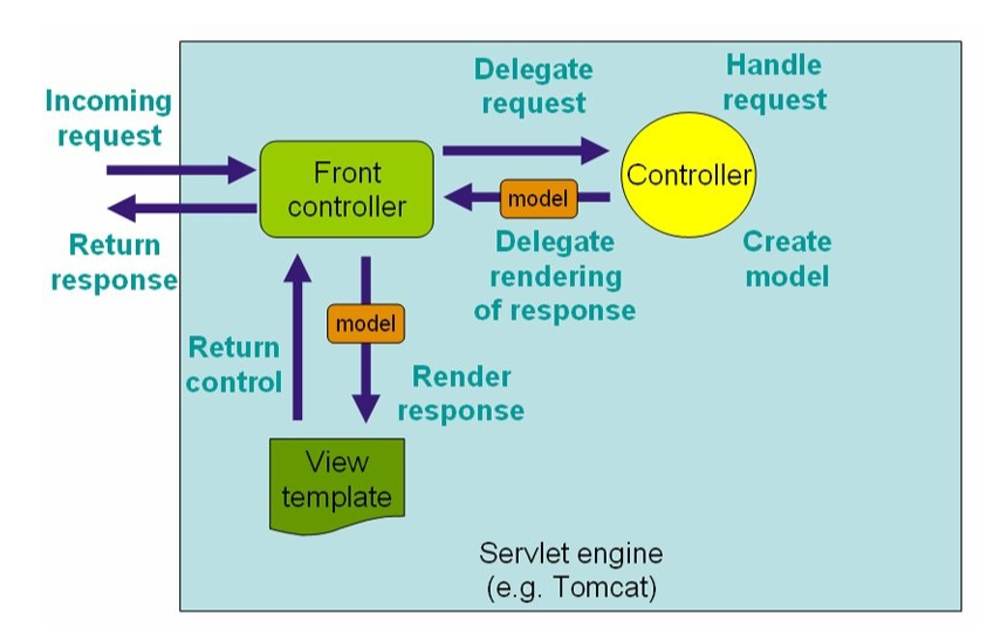 Incoming
request
Return
response
Front
controller
Delegate
request
Handle
request
Controller
model
Delegate
rendering
of response
Create
model
Return
control
model
Render
response
View
template
Servlet engine
(e.g. Tomcat)